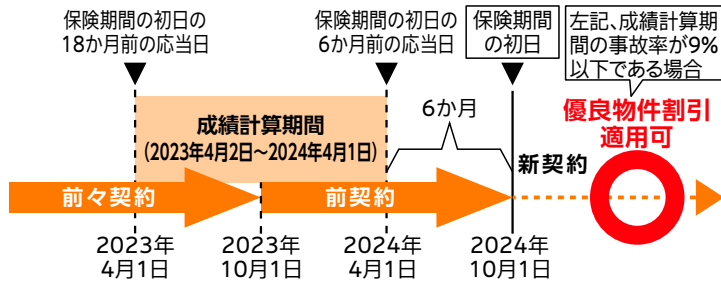 保険期間の初日の
18か月前の応当日
保険期間の初日の
6か月前の応当日
保険期間
の初日
左記、成績計算期
間の事故率が9%
以下である場合
成績計算期間
(2023年4月2日～2024年4月1日)
6か月
優良物件割引
適用可
新契約
前々契約
前契約
2023年
4月1日
2023年
10月1日
2024年
4月1日
2024年
10月1日